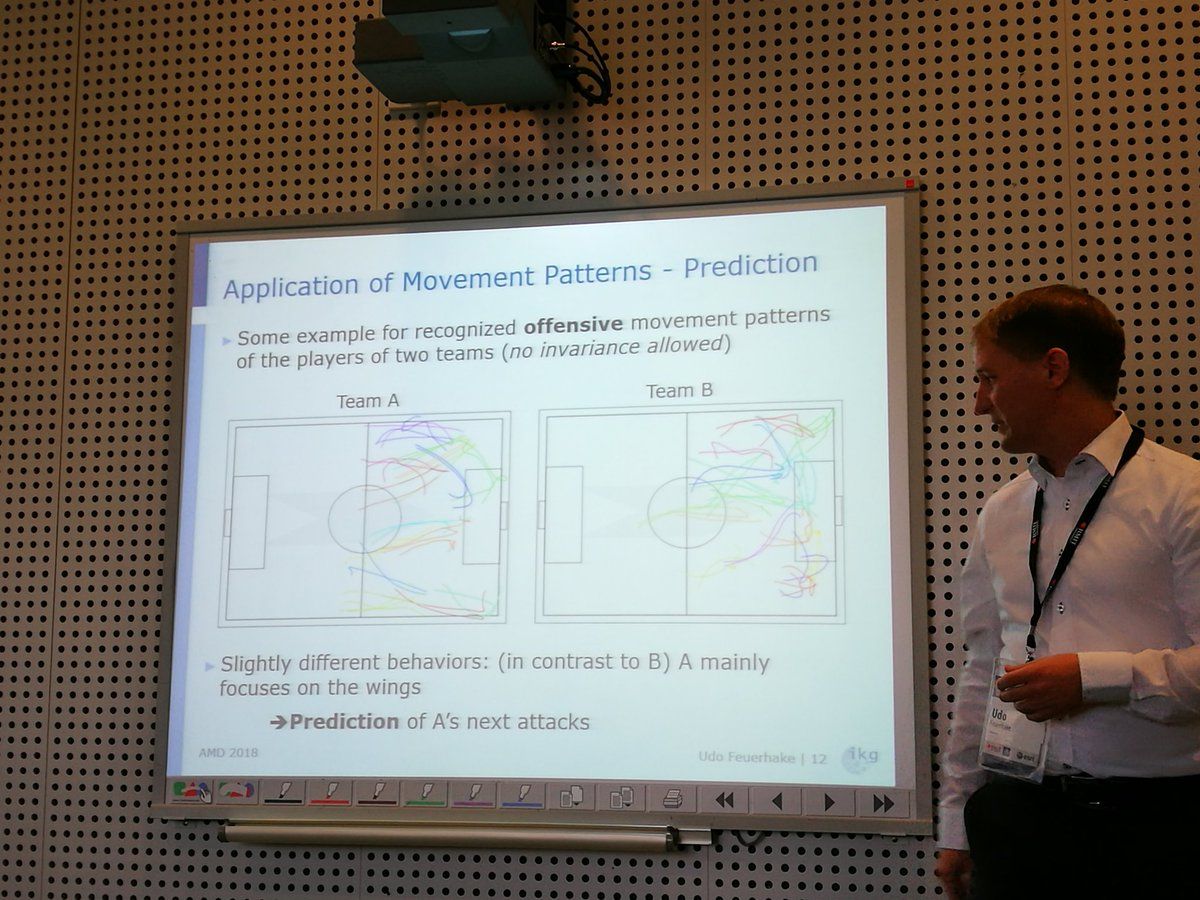 Application of Movement Patterns - Prediction
Some example for recognized offensive movement patterns
of the players of two teams (no invariance allowed)
Team A
Team B
Slightly different behaviors: (in contrast to B) A mainly
focuses on the wings
➔Prediction of A's next attacks
AMD 2018
Udo Feuerhake | 12
ikg
Udo
Feuerhake
esri